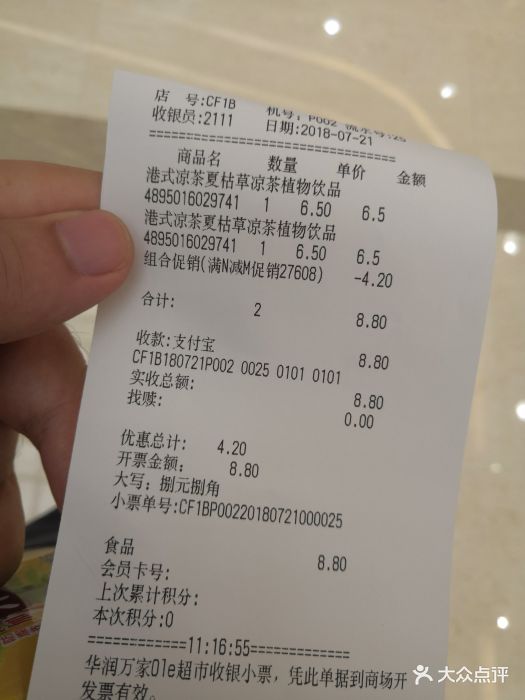 店 号:CF1B 机号: P002 流水号:25
收银员:2111 日期:2018-07-21
================================
商品名 数量 单价 金额
港式凉茶夏枯草凉茶植物饮品
4895016029741 1 6.50 6.5
港式凉茶夏枯草凉茶植物饮品
4895016029741 1 6.50 6.5
组合促销(满N减M促销27608) -4.20
合计: 2 8.80
收款:支付宝 8.80
CF1B180721P002 0025 0101 0101
实收总额: 8.80
找赎: 0.00
优惠总计: 4.20
开票金额: 8.80
大写: 捌元捌角
小票单号:CF1BP00220180721000025
食品 8.80
会员卡号:
上次累计积分:
本次积分:0
============11:16:55============
华润万家Ole超市收银小票, 凭此单据到商场开
发票有效。
大众点评